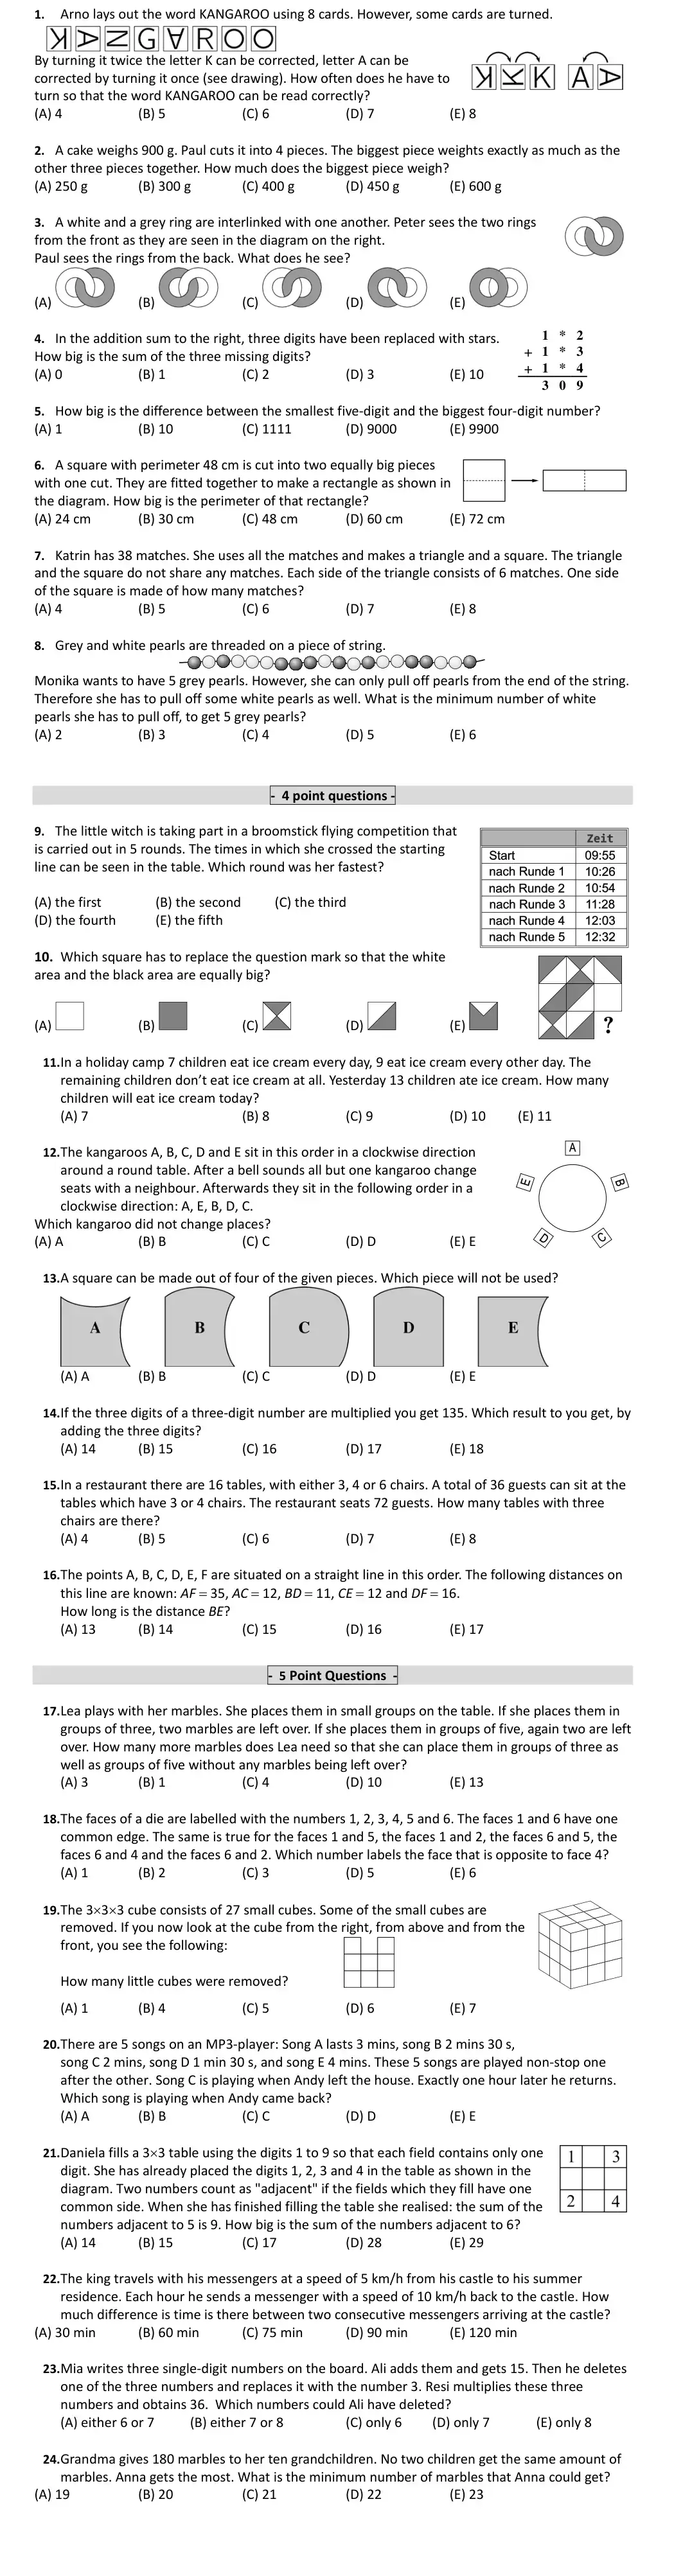 1. Arno lays out the word KANGAROO using 8 cards. However, some cards are turned.
K A N G A R O O
By turning it twice the letter K can be corrected, letter A can be
corrected by turning it once (see drawing). How often does he have to
K K K A A
turn so that the word KANGAROO can be read correctly?
(A) 4 (B) 5 (C) 6 (D) 7 (E) 8
2. A cake weighs 900 g. Paul cuts it into 4 pieces. The biggest piece weights exactly as much as the
other three pieces together. How much does the biggest piece weigh?
(A) 250 g (B) 300 g (C) 400 g (D) 450 g (E) 600 g
3. A white and a grey ring are interlinked with one another. Peter sees the two rings
from the front as they are seen in the diagram on the right.
Paul sees the rings from the back. What does he see?
(A) (B) (C) (D) (E)
4. In the addition sum to the right, three digits have been replaced with stars.
How big is the sum of the three missing digits?
(A) 0 (B) 1 (C) 2 (D) 3 (E) 10
1 * 2
+ 1 * 3
+ 1 * 4
3 0 9
5. How big is the difference between the smallest five-digit and the biggest four-digit number?
(A) 1 (B) 10 (C) 1111 (D) 9000 (E) 9900
6. A square with perimeter 48 cm is cut into two equally big pieces
with one cut. They are fitted together to make a rectangle as shown in
the diagram. How big is the perimeter of that rectangle?
(A) 24 cm (B) 30 cm (C) 48 cm (D) 60 cm (E) 72 cm
7. Katrin has 38 matches. She uses all the matches and makes a triangle and a square. The triangle
and the square do not share any matches. Each side of the triangle consists of 6 matches. One side
of the square is made of how many matches?
(A) 4 (B) 5 (C) 6 (D) 7 (E) 8
8. Grey and white pearls are threaded on a piece of string.
Monika wants to have 5 grey pearls. However, she can only pull off pearls from the end of the string.
Therefore she has to pull off some white pearls as well. What is the minimum number of white
pearls she has to pull off, to get 5 grey pearls?
(A) 2 (B) 3 (C) 4 (D) 5 (E) 6
- 4 point questions -
9. The little witch is taking part in a broomstick flying competition that
is carried out in 5 rounds. The times in which she crossed the starting
line can be seen in the table. Which round was her fastest?
(A) the first (B) the second (C) the third
(D) the fourth (E) the fifth
Zeit
Start 09:55
nach Runde 1 10:26
nach Runde 2 10:54
nach Runde 3 11:28
nach Runde 4 12:03
nach Runde 5 12:32
10. Which square has to replace the question mark so that the white
area and the black area are equally big?
(A) (B) (C) (D) (E)
?
11.In a holiday camp 7 children eat ice cream every day, 9 eat ice cream every other day. The
remaining children don't eat ice cream at all. Yesterday 13 children ate ice cream. How many
children will eat ice cream today?
(A) 7 (B) 8 (C) 9 (D) 10 (E) 11
12.The kangaroos A, B, C, D and E sit in this order in a clockwise direction
around a round table. After a bell sounds all but one kangaroo change
seats with a neighbour. Afterwards they sit in the following order in a
clockwise direction: A, E, B, D, C.
Which kangaroo did not change places?
(A) A (B) B (C) C (D) D (E) E
A
E B
D C
13.A square can be made out of four of the given pieces. Which piece will not be used?
A B C D E
(A) A (B) B (C) C (D) D (E) E
14.If the three digits of a three-digit number are multiplied you get 135. Which result to you get, by
adding the three digits?
(A) 14 (B) 15 (C) 16 (D) 17 (E) 18
15.In a restaurant there are 16 tables, with either 3, 4 or 6 chairs. A total of 36 guests can sit at the
tables which have 3 or 4 chairs. The restaurant seats 72 guests. How many tables with three
chairs are there?
(A) 4 (B) 5 (C) 6 (D) 7 (E) 8
16.The points A, B, C, D, E, F are situated on a straight line in this order. The following distances on
this line are known: AF = 35, AC = 12, BD = 11, CE = 12 and DF = 16.
How long is the distance BE?
(A) 13 (B) 14 (C) 15 (D) 16 (E) 17
- 5 Point Questions -
17.Lea plays with her marbles. She places them in small groups on the table. If she places them in
groups of three, two marbles are left over. If she places them in groups of five, again two are left
over. How many more marbles does Lea need so that she can place them in groups of three as
well as groups of five without any marbles being left over?
(A) 3 (B) 1 (C) 4 (D) 10 (E) 13
18.The faces of a die are labelled with the numbers 1, 2, 3, 4, 5 and 6. The faces 1 and 6 have one
common edge. The same is true for the faces 1 and 5, the faces 1 and 2, the faces 6 and 5, the
faces 6 and 4 and the faces 6 and 2. Which number labels the face that is opposite to face 4?
(A) 1 (B) 2 (C) 3 (D) 5 (E) 6
19.The 3×3×3 cube consists of 27 small cubes. Some of the small cubes are
removed. If you now look at the cube from the right, from above and from the
front, you see the following:
How many little cubes were removed?
(A) 1 (B) 4 (C) 5 (D) 6 (E) 7
20.There are 5 songs on an MP3-player: Song A lasts 3 mins, song B 2 mins 30 s,
song C 2 mins, song D 1 min 30 s, and song E 4 mins. These 5 songs are played non-stop one
after the other. Song C is playing when Andy left the house. Exactly one hour later he returns.
Which song is playing when Andy came back?
(A) A (B) B (C) C (D) D (E) E
21.Daniela fills a 3×3 table using the digits 1 to 9 so that each field contains only one
digit. She has already placed the digits 1, 2, 3 and 4 in the table as shown in the
diagram. Two numbers count as "adjacent" if the fields which they fill have one
common side. When she has finished filling the table she realised: the sum of the
numbers adjacent to 5 is 9. How big is the sum of the numbers adjacent to 6?
(A) 14 (B) 15 (C) 17 (D) 28 (E) 29
1 3
2 4
22.The king travels with his messengers at a speed of 5 km/h from his castle to his summer
residence. Each hour he sends a messenger with a speed of 10 km/h back to the castle. How
much difference is time is there between two consecutive messengers arriving at the castle?
(A) 30 min (B) 60 min (C) 75 min (D) 90 min (E) 120 min
23.Mia writes three single-digit numbers on the board. Ali adds them and gets 15. Then he deletes
one of the three numbers and replaces it with the number 3. Resi multiplies these three
numbers and obtains 36. Which numbers could Ali have deleted?
(A) either 6 or 7 (B) either 7 or 8 (C) only 6 (D) only 7 (E) only 8
24.Grandma gives 180 marbles to her ten grandchildren. No two children get the same amount of
marbles. Anna gets the most. What is the minimum number of marbles that Anna could get?
(A) 19 (B) 20 (C) 21 (D) 22 (E) 23